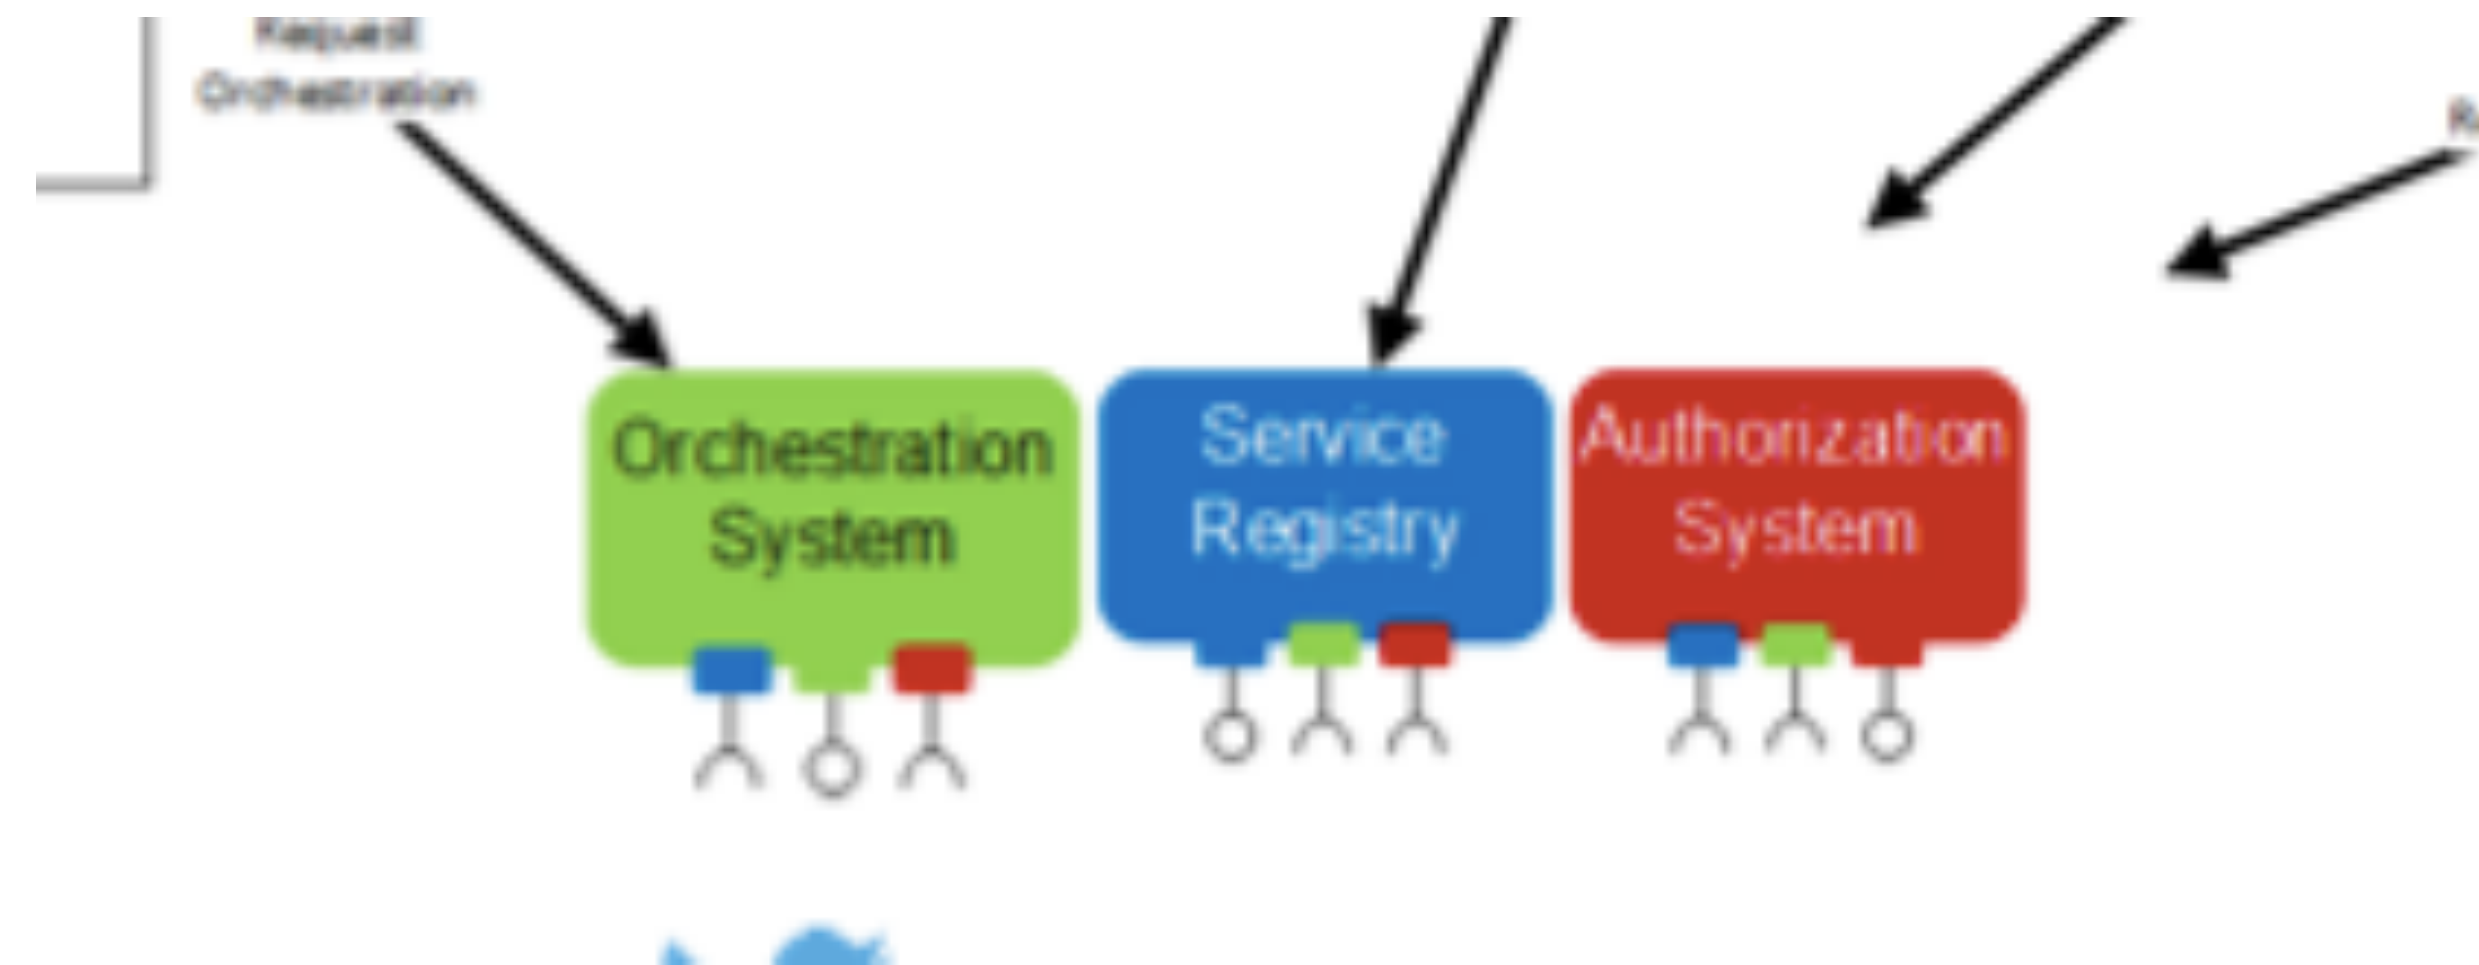 Request
Orchestration
Orchestration
System
Service
Registry
Authorization
System